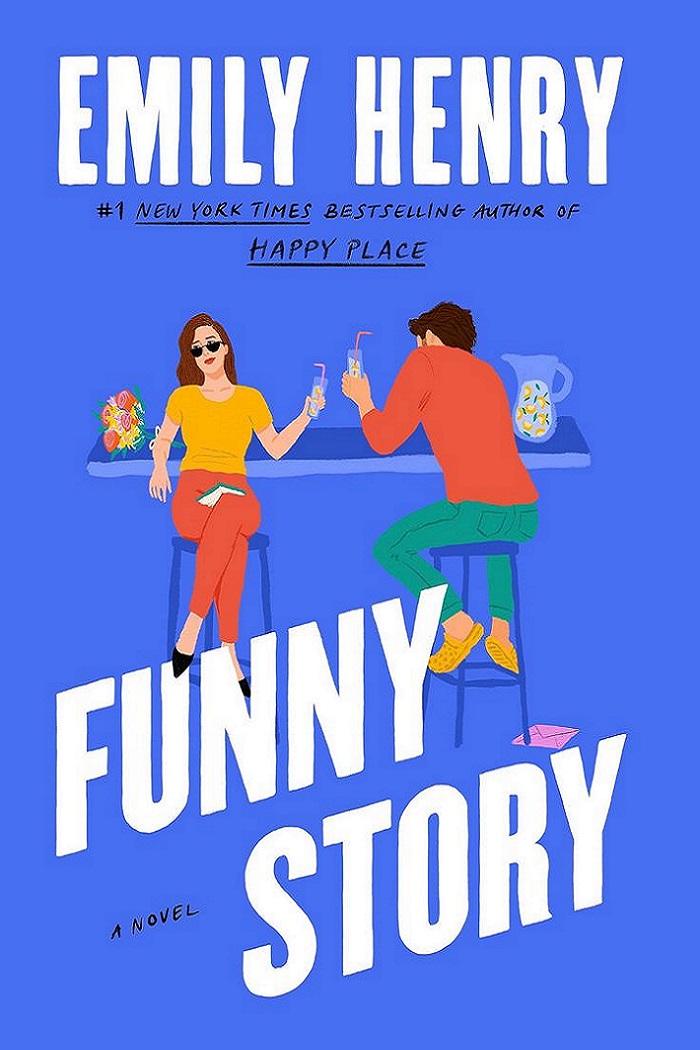 EMILY HENRY
#1 NEW YORK TIMES BESTSELLING AUTHOR OF
HAPPY PLACE
FUNNY
STORY
A NOVEL